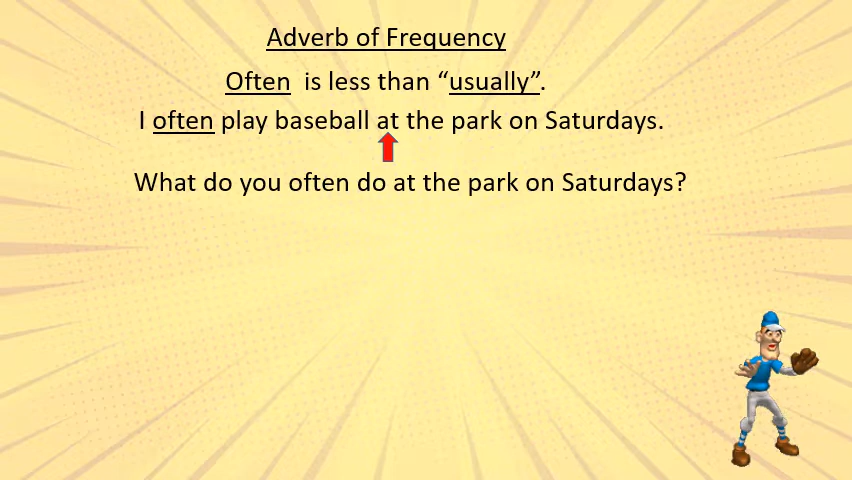 Adverb of Frequency
Often is less than “usually”.
I often play baseball at the park on Saturdays.
What do you often do at the park on Saturdays?